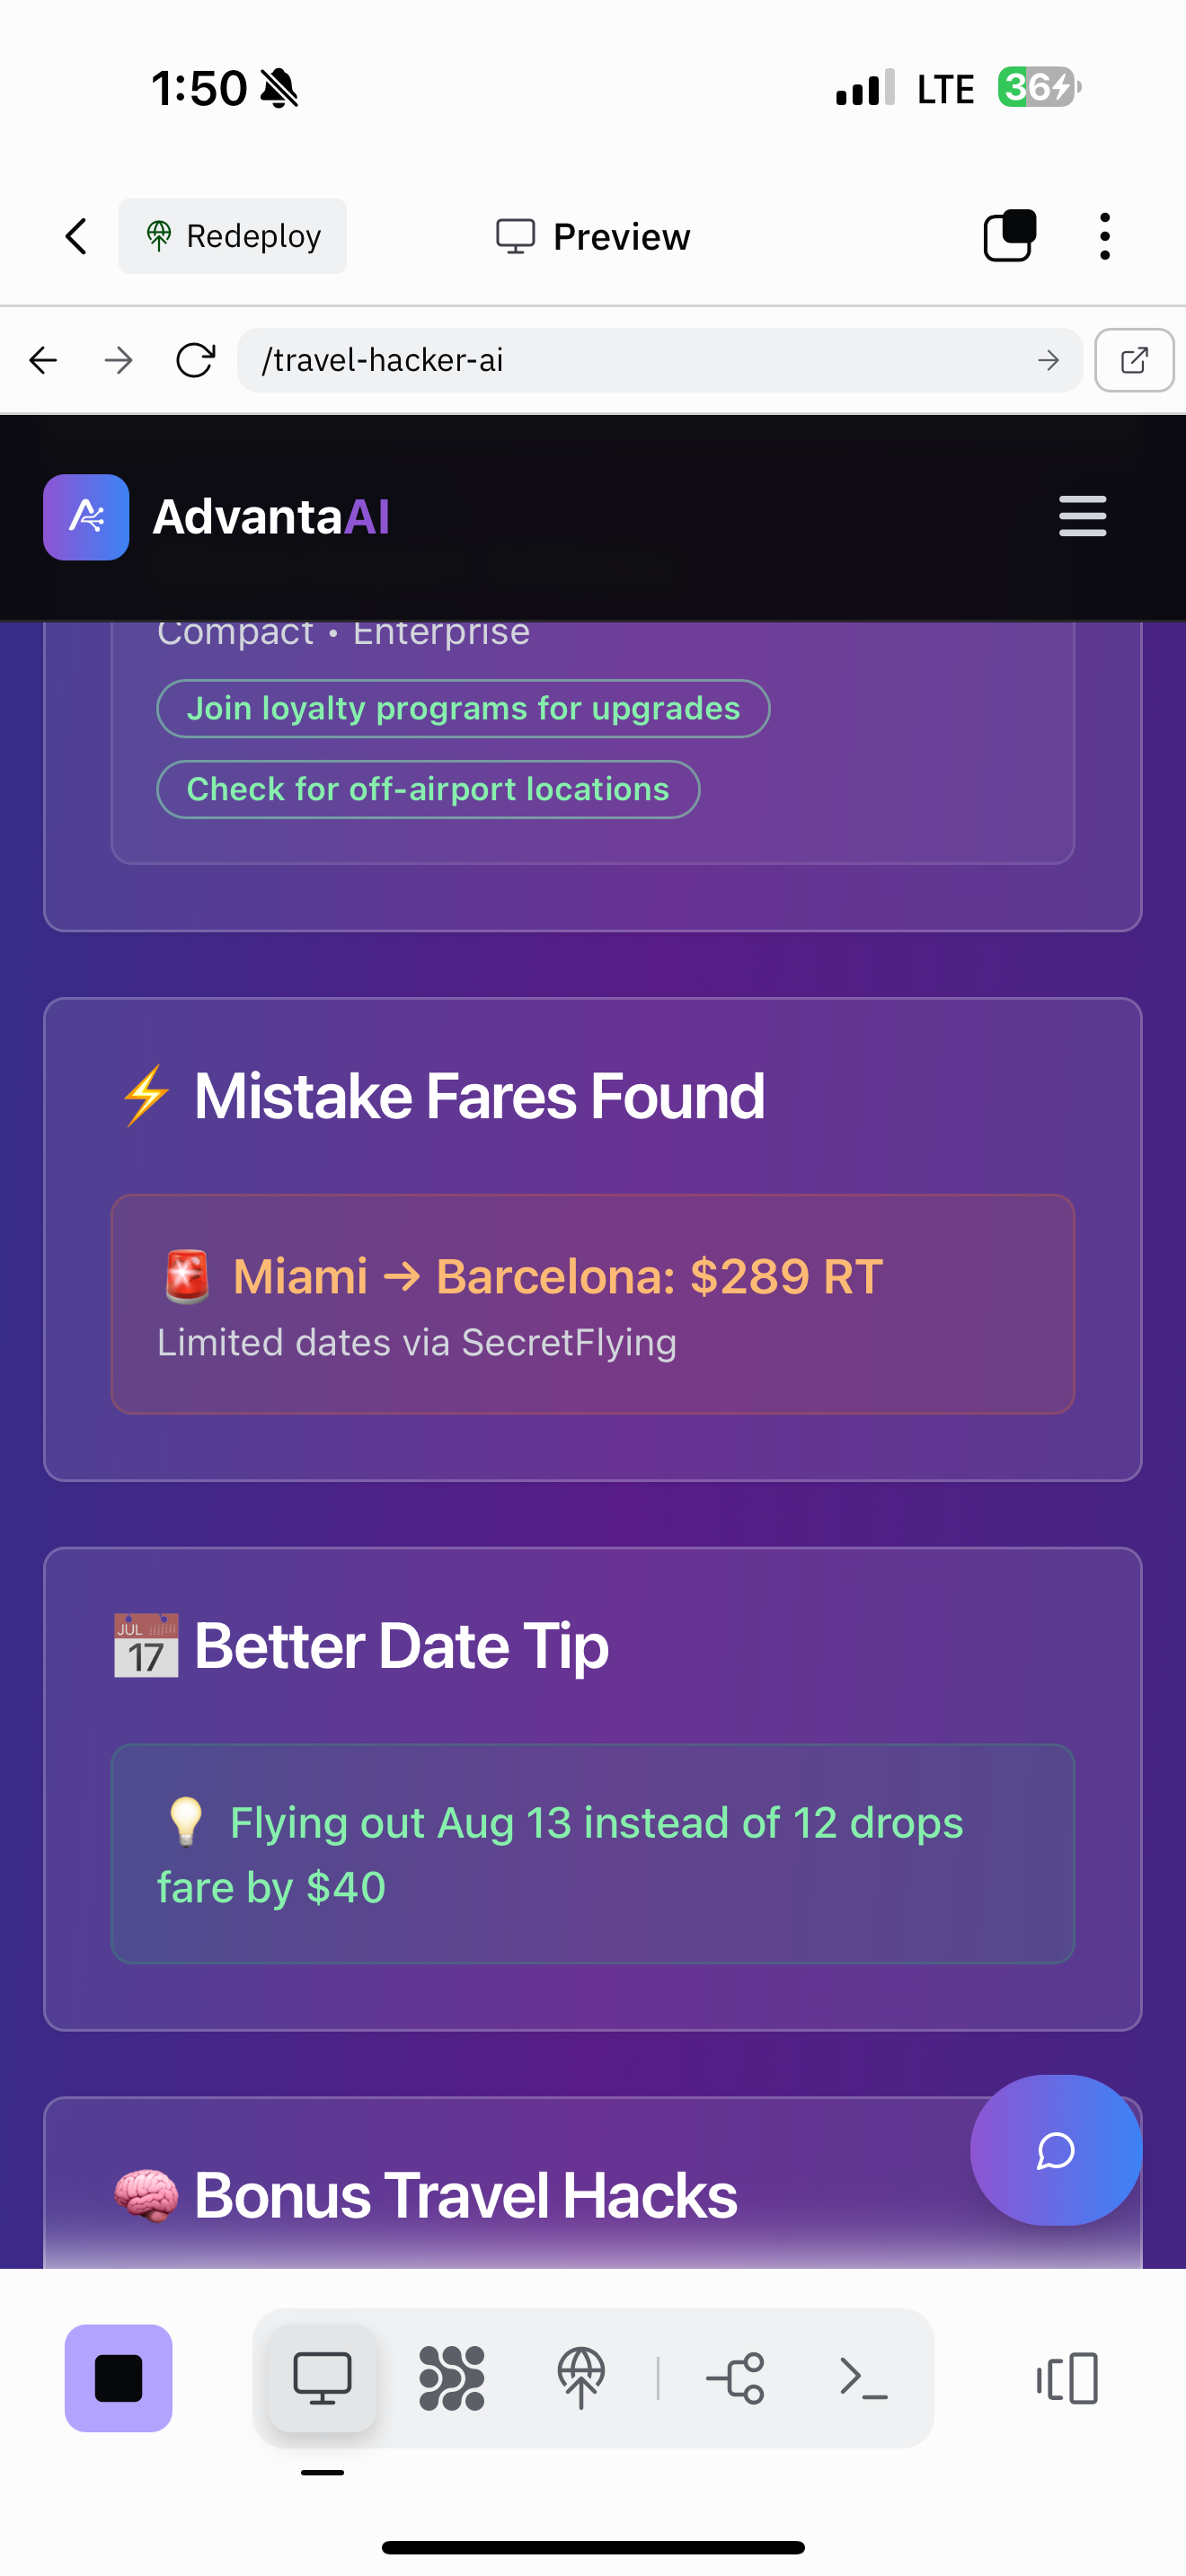 1:50
LTE
36
Redeploy
Preview
/travel-hacker-ai
AdvantaAI
Compact • Enterprise
Join loyalty programs for upgrades
Check for off-airport locations
⚡ Mistake Fares Found
🚨 Miami → Barcelona: $289 RT
Limited dates via SecretFlying
📅 Better Date Tip
💡 Flying out Aug 13 instead of 12 drops
fare by $40
🧠 Bonus Travel Hacks